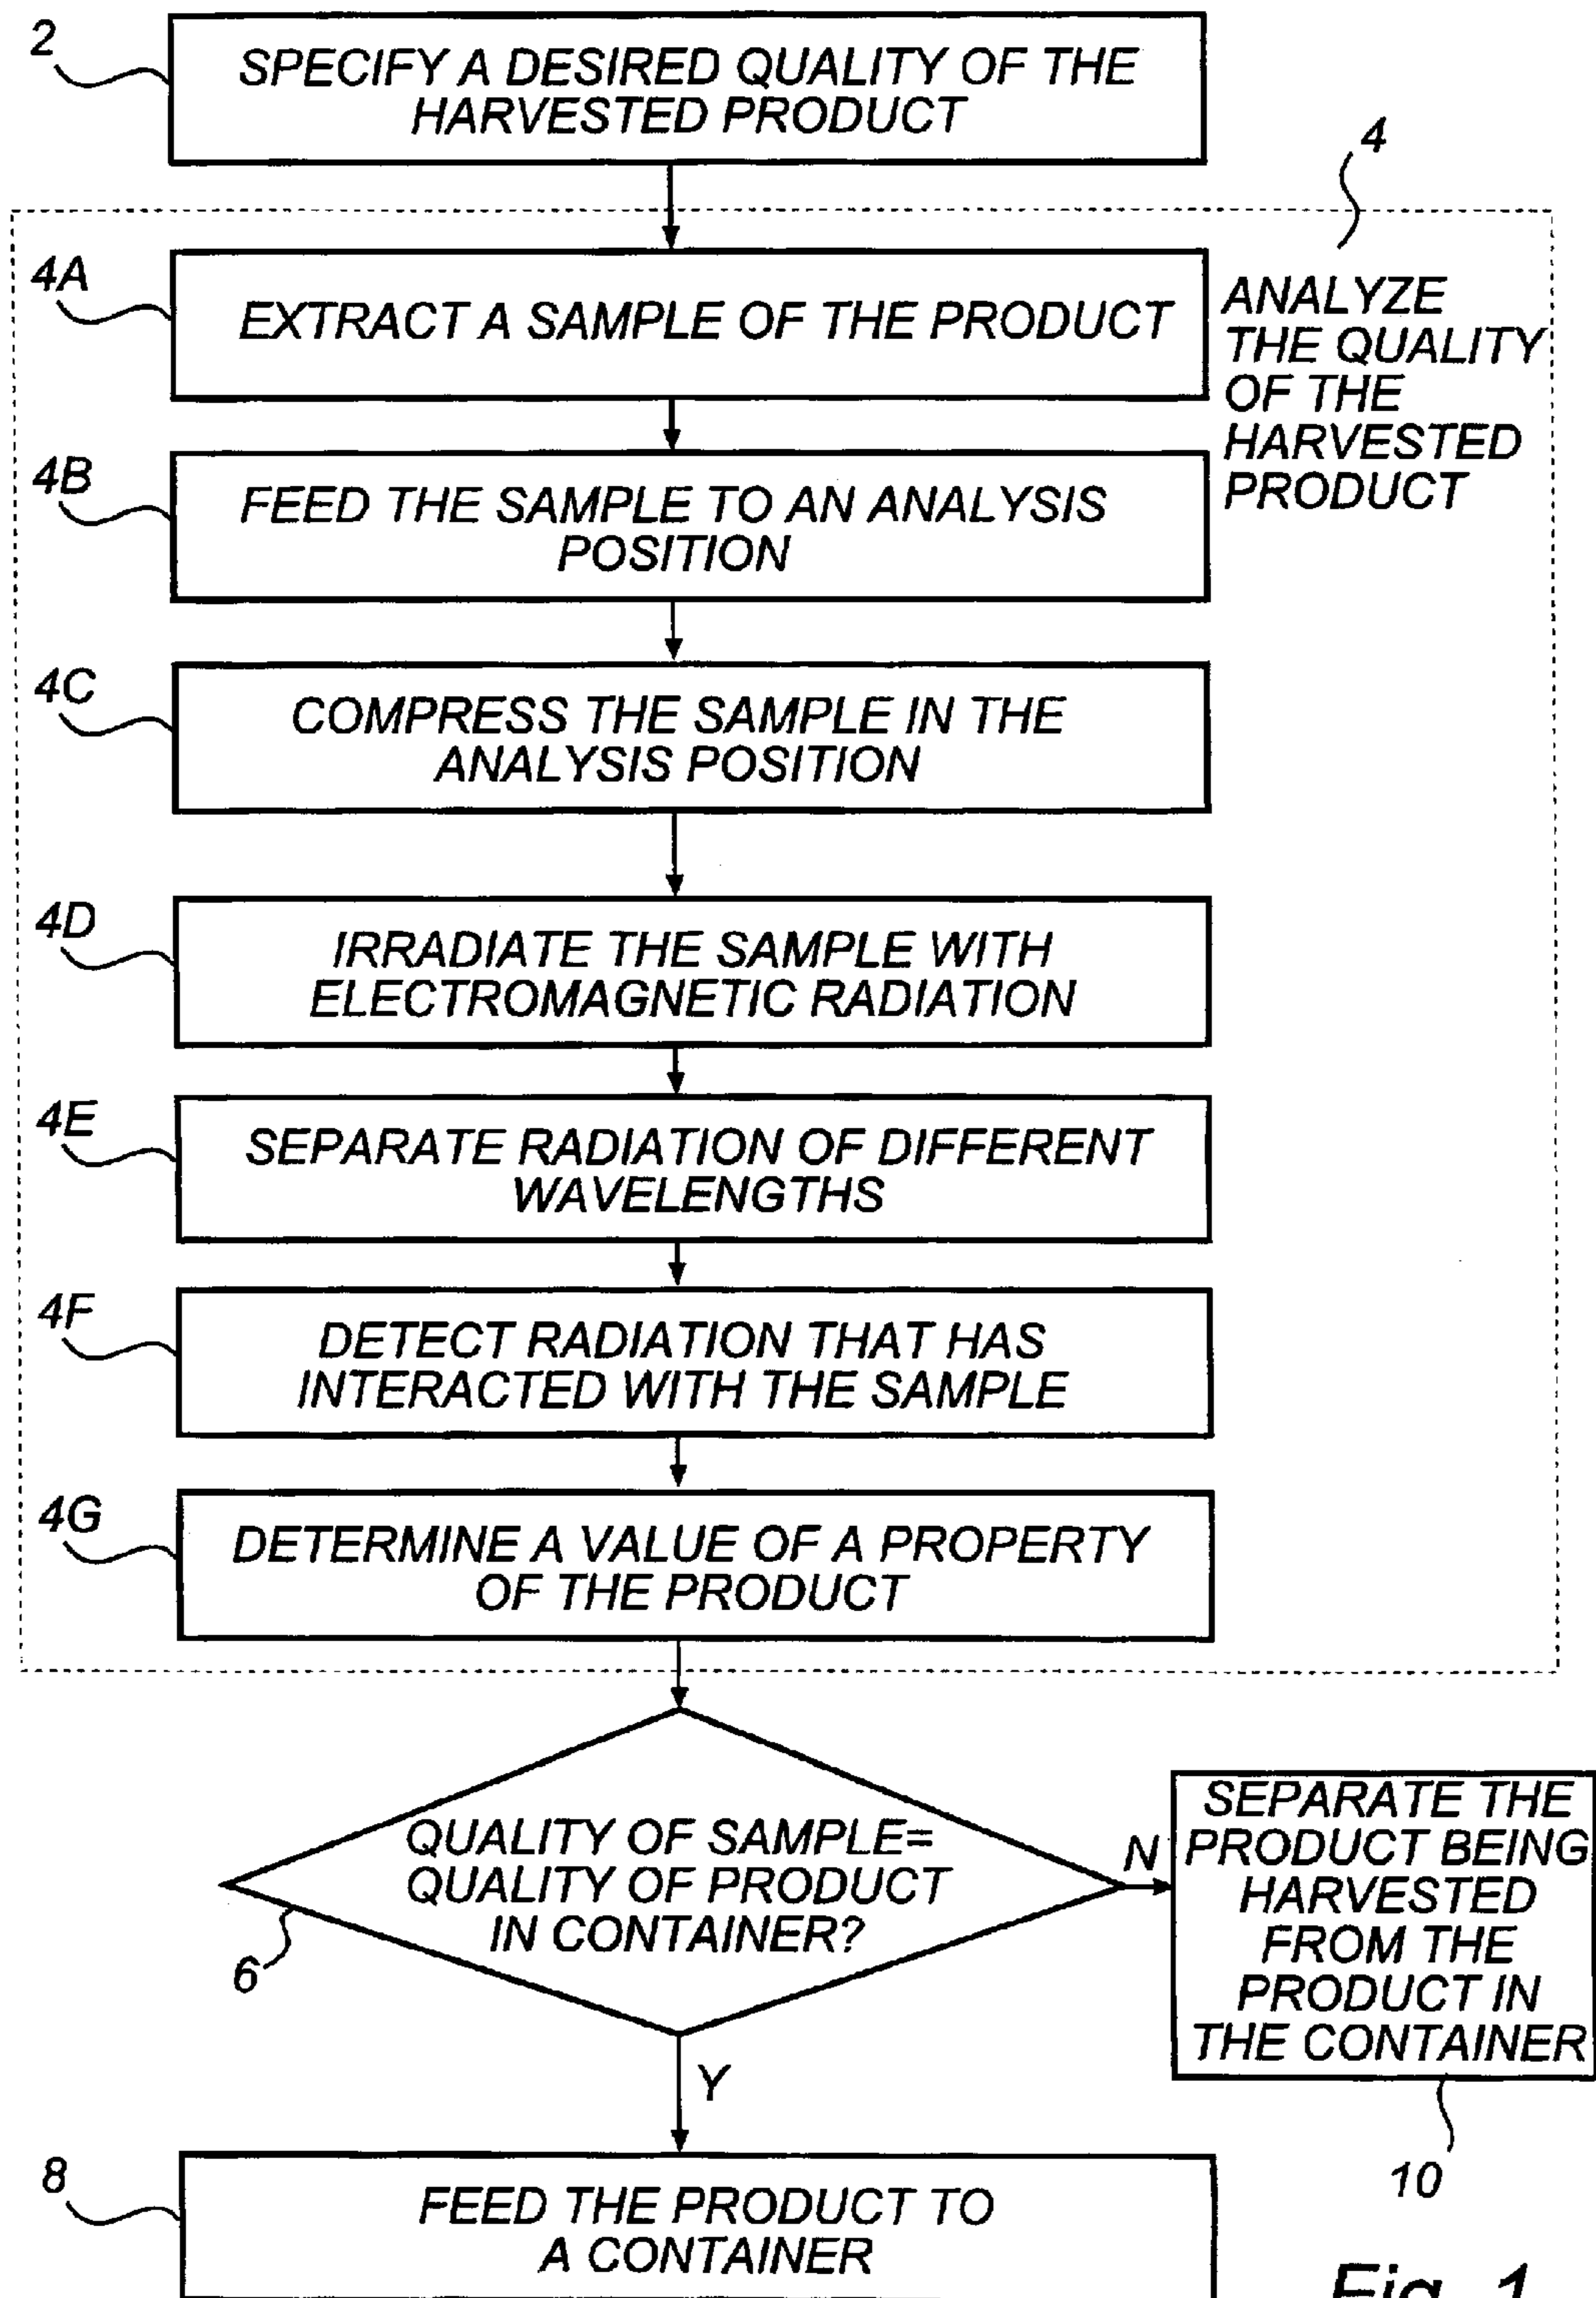 2
SPECIFY A DESIRED QUALITY OF THE
HARVESTED PRODUCT
4
ANALYZE
THE QUALITY
OF THE
HARVESTED
PRODUCT
4A
EXTRACT A SAMPLE OF THE PRODUCT
4B
FEED THE SAMPLE TO AN ANALYSIS
POSITION
4C
COMPRESS THE SAMPLE IN THE
ANALYSIS POSITION
4D
IRRADIATE THE SAMPLE WITH
ELECTROMAGNETIC RADIATION
4E
SEPARATE RADIATION OF DIFFERENT
WAVELENGTHS
4F
DETECT RADIATION THAT HAS
INTERACTED WITH THE SAMPLE
4G
DETERMINE A VALUE OF A PROPERTY
OF THE PRODUCT
QUALITY OF SAMPLE=
QUALITY OF PRODUCT
IN CONTAINER?
6
N
SEPARATE THE
PRODUCT BEING
HARVESTED
FROM THE
PRODUCT IN
THE CONTAINER
10
Y
8
FEED THE PRODUCT TO
A CONTAINER
Fig. 1